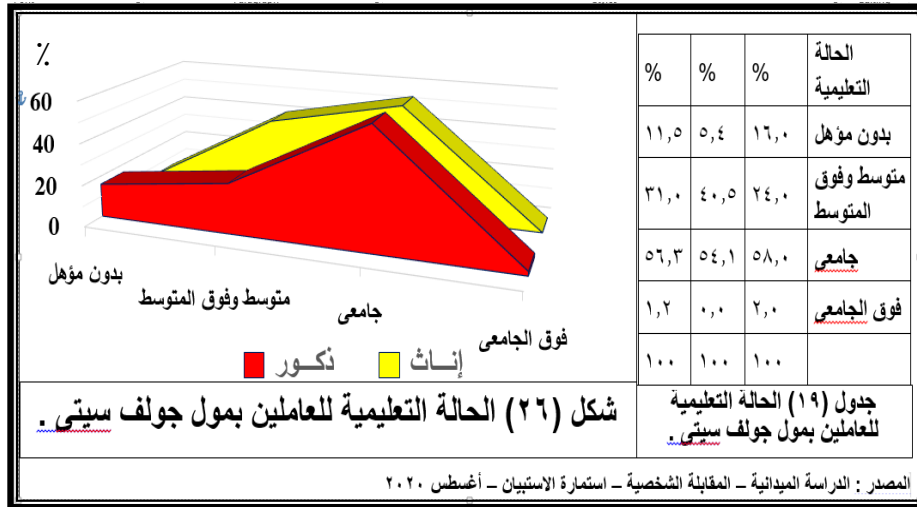 ٪
60
40
20
0
بدون مؤهل
متوسط وفوق المتوسط
جامعى
فوق الجامعى
ذكــور
إنــاث
الحالة التعليمية % % %
بدون مؤهل ١٦,٠ ٥,٤ ١١,٥
متوسط وفوق المتوسط ٢٤,٠ ٤٠,٥ ٣١,٠
جامعى ٥٨,٠ ٥٤,١ ٥٦,٣
فوق الجامعى ٢,٠ ٠,٠ ١,٢
١٠٠ ١٠٠ ١٠٠
جدول (١٩) الحالة التعليمية
للعاملين بمول جولف سيتى .
شكل (٢٦) الحالة التعليمية للعاملين بمول جولف سيتى .
المصدر : الدراسة الميدانية – المقابلة الشخصية – استمارة الاستبيان – أغسطس ٢٠٢٠